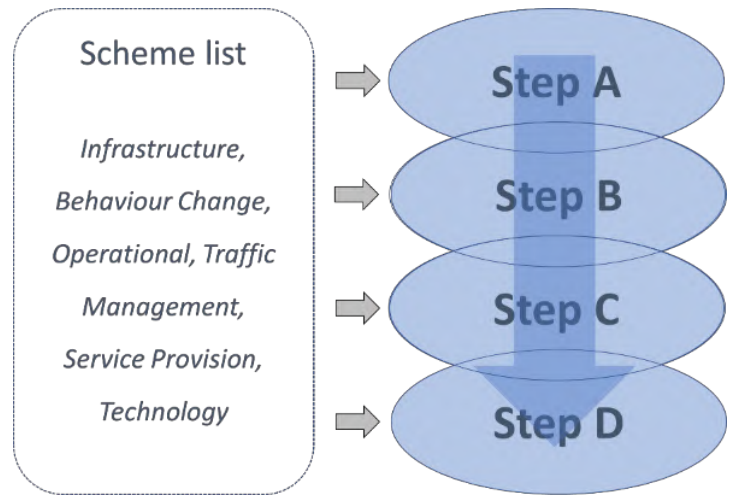 Scheme list
Infrastructure,
Behaviour Change,
Operational, Traffic
Management,
Service Provision,
Technology
Step A
Step B
Step C
Step D